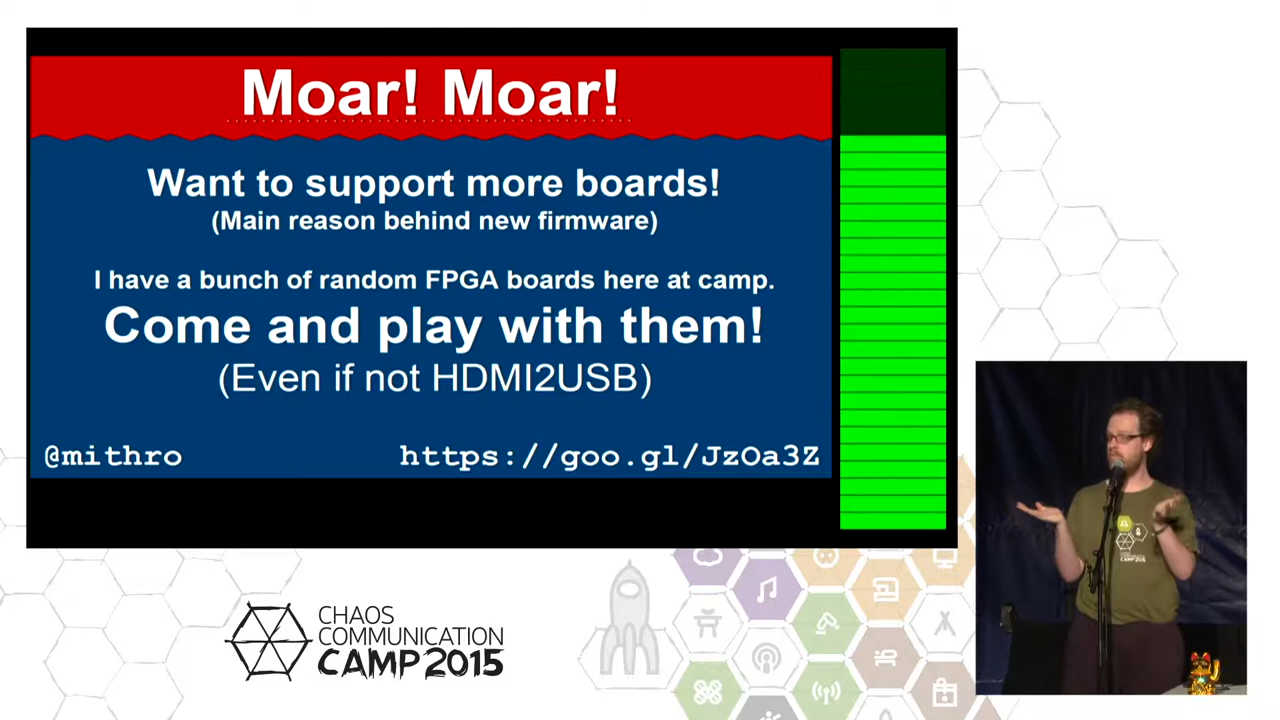 Moar! Moar!
Want to support more boards!
(Main reason behind new firmware)
I have a bunch of random FPGA boards here at camp.
Come and play with them!
(Even if not HDMI2USB)
@mithro
https://goo.gl/JzOa3Z
CHAOS
COMMUNICATION
CAMP 2015
CAMP 2015